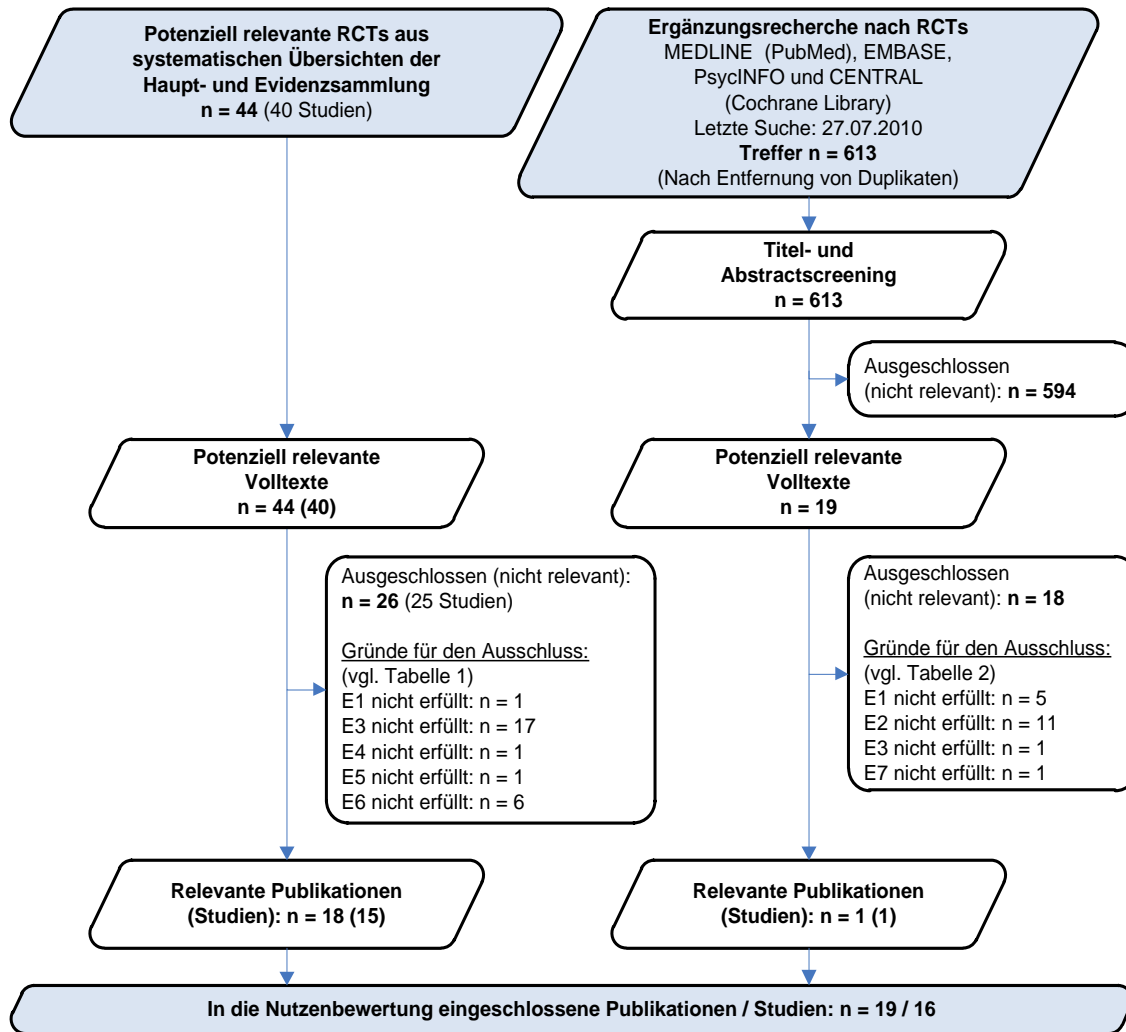 Potenziell relevante RCTs aus
systematischen Übersichten der
Haupt- und Evidenzsammlung
n = 44 (40 Studien)
Ergänzungsrecherche nach RCTs
MEDLINE (PubMed), EMBASE,
PsycINFO und CENTRAL
(Cochrane Library)
Letzte Suche: 27.07.2010
Treffer n = 613
(Nach Entfernung von Duplikaten)
Titel- und
Abstractscreening
n = 613
Ausgeschlossen
(nicht relevant): n = 594
Potenziell relevante
Volltexte
n = 44 (40)
Potenziell relevante
Volltexte
n = 19
Ausgeschlossen (nicht relevant):
n = 26 (25 Studien)
Gründe für den Ausschluss:
(vgl. Tabelle 1)
E1 nicht erfüllt: n = 1
E3 nicht erfüllt: n = 17
E4 nicht erfüllt: n = 1
E5 nicht erfüllt: n = 1
E6 nicht erfüllt: n = 6
Ausgeschlossen
(nicht relevant): n = 18
Gründe für den Ausschluss:
(vgl. Tabelle 2)
E1 nicht erfüllt: n = 5
E2 nicht erfüllt: n = 11
E3 nicht erfüllt: n = 1
E7 nicht erfüllt: n = 1
Relevante Publikationen
(Studien): n = 18 (15)
Relevante Publikationen
(Studien): n = 1 (1)
In die Nutzenbewertung eingeschlossene Publikationen / Studien: n = 19 / 16